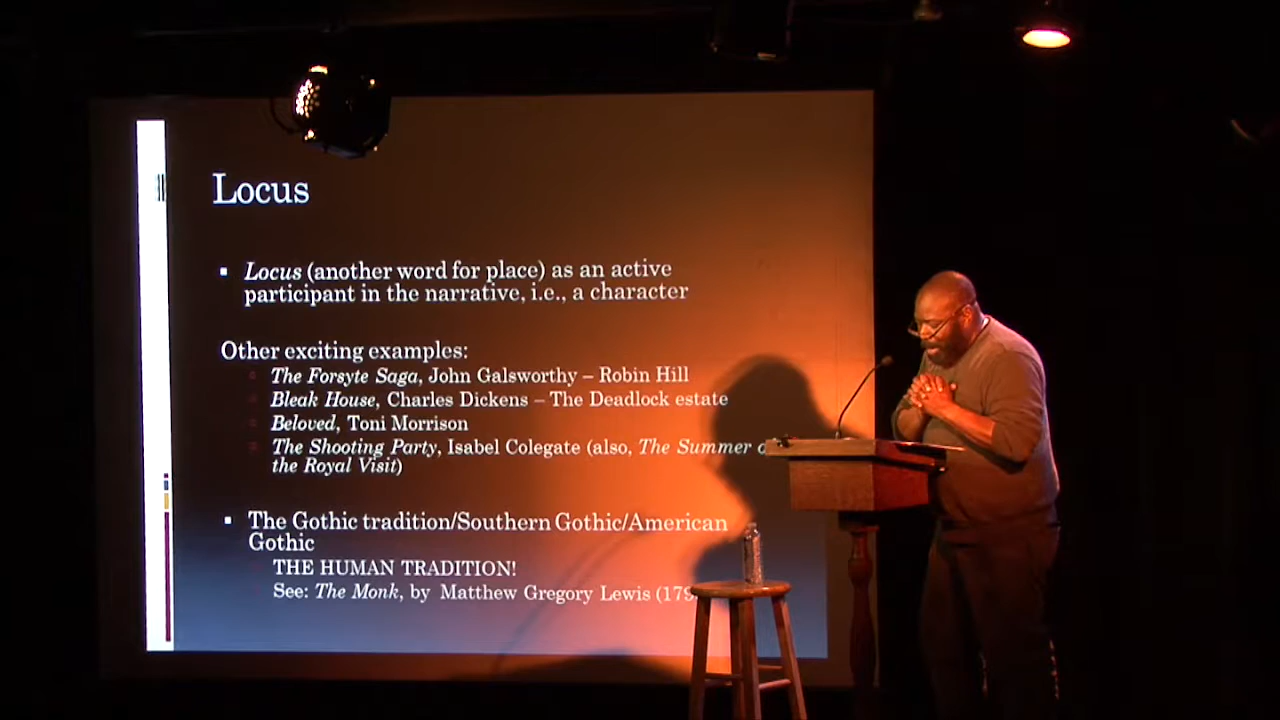 Locus
Locus (another word for place) as an active
participant in the narrative, i.e., a character
Other exciting examples:
The Forsyte Saga, John Galsworthy – Robin Hill
Bleak House, Charles Dickens – The Deadlock estate
Beloved, Toni Morrison
The Shooting Party, Isabel Colegate (also, The Summer
the Royal Visit)
The Gothic tradition/Southern Gothic/American
Gothic
THE HUMAN TRADITION!
See: The Monk, by Matthew Gregory Lewis